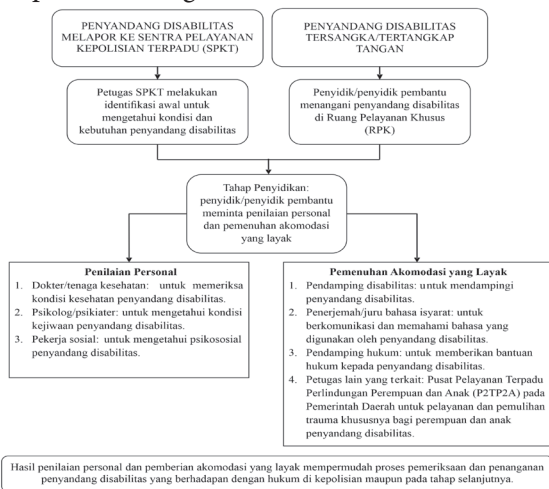 PENYANDANG DISABILITAS
MELAPOR KE SENTRA PELAYANAN
KEPOLISIAN TERPADU (SPKT)
PENYANDANG DISABILITAS
TERSANGKA/TERTANGKAP
TANGAN
Petugas SPKT melakukan
identifikasi awal untuk
mengetahui kondisi dan
kebutuhan penyandang disabilitas
Penyidik/penyidik pembantu
menangani penyandang disabilitas
di Ruang Pelayanan Khusus
(RPK)
Tahap Penyidikan:
penyidik/penyidik pembantu
meminta penilaian personal
dan pemenuhan akomodasi
yang layak
Penilaian Personal
1. Dokter/tenaga kesehatan: untuk memeriksa
kondisi kesehatan penyandang disabilitas.
2. Psikolog/psikiater: untuk mengetahui kondisi
kejiwaan penyandang disabilitas.
3. Pekerja sosial: untuk mengetahui psikososial
penyandang disabilitas.
Pemenuhan Akomodasi yang Layak
1. Pendamping disabilitas: untuk mendampingi
penyandang disabilitas.
2. Penerjemah/juru bahasa isyarat: untuk
berkomunikasi dan memahami bahasa yang
digunakan oleh penyandang disabilitas.
3. Pendamping hukum: untuk memberikan bantuan
hukum kepada penyandang disabilitas.
4. Petugas lain yang terkait: Pusat Pelayanan Terpadu
Perlindungan Perempuan dan Anak (P2TP2A) pada
Pemerintah Daerah untuk pelayanan dan pemulihan
trauma khususnya bagi perempuan dan anak
penyandang disabilitas.
Hasil penilaian personal dan pemberian akomodasi yang layak mempermudah proses pemeriksaan dan penanganan
penyandang disabilitas yang berhadapan dengan hukum di kepolisian maupun pada tahap selanjutnya.